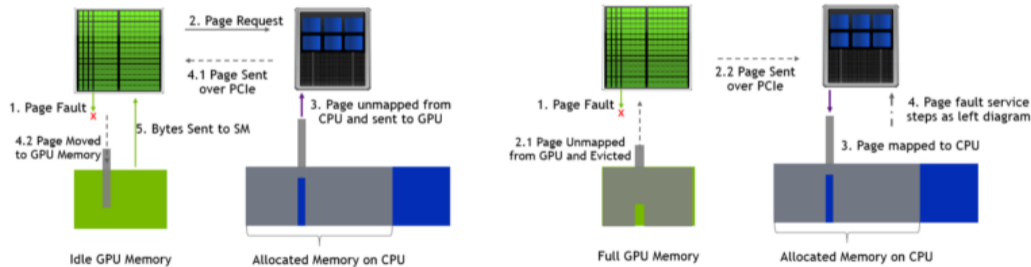 2. Page Request
4.1 Page Sent
over PCIe
1. Page Fault
X
3. Page unmapped from
CPU and sent to GPU
5. Bytes Sent to SM
4.2 Page Moved
to GPU Memory
Idle GPU Memory
Allocated Memory on CPU
2.2 Page Sent
over PCIe
1. Page Fault
X
4. Page fault service
steps as left diagram
2.1 Page Unmapped
from GPU and Evicted
3. Page mapped to CPU
Full GPU Memory
Allocated Memory on CPU